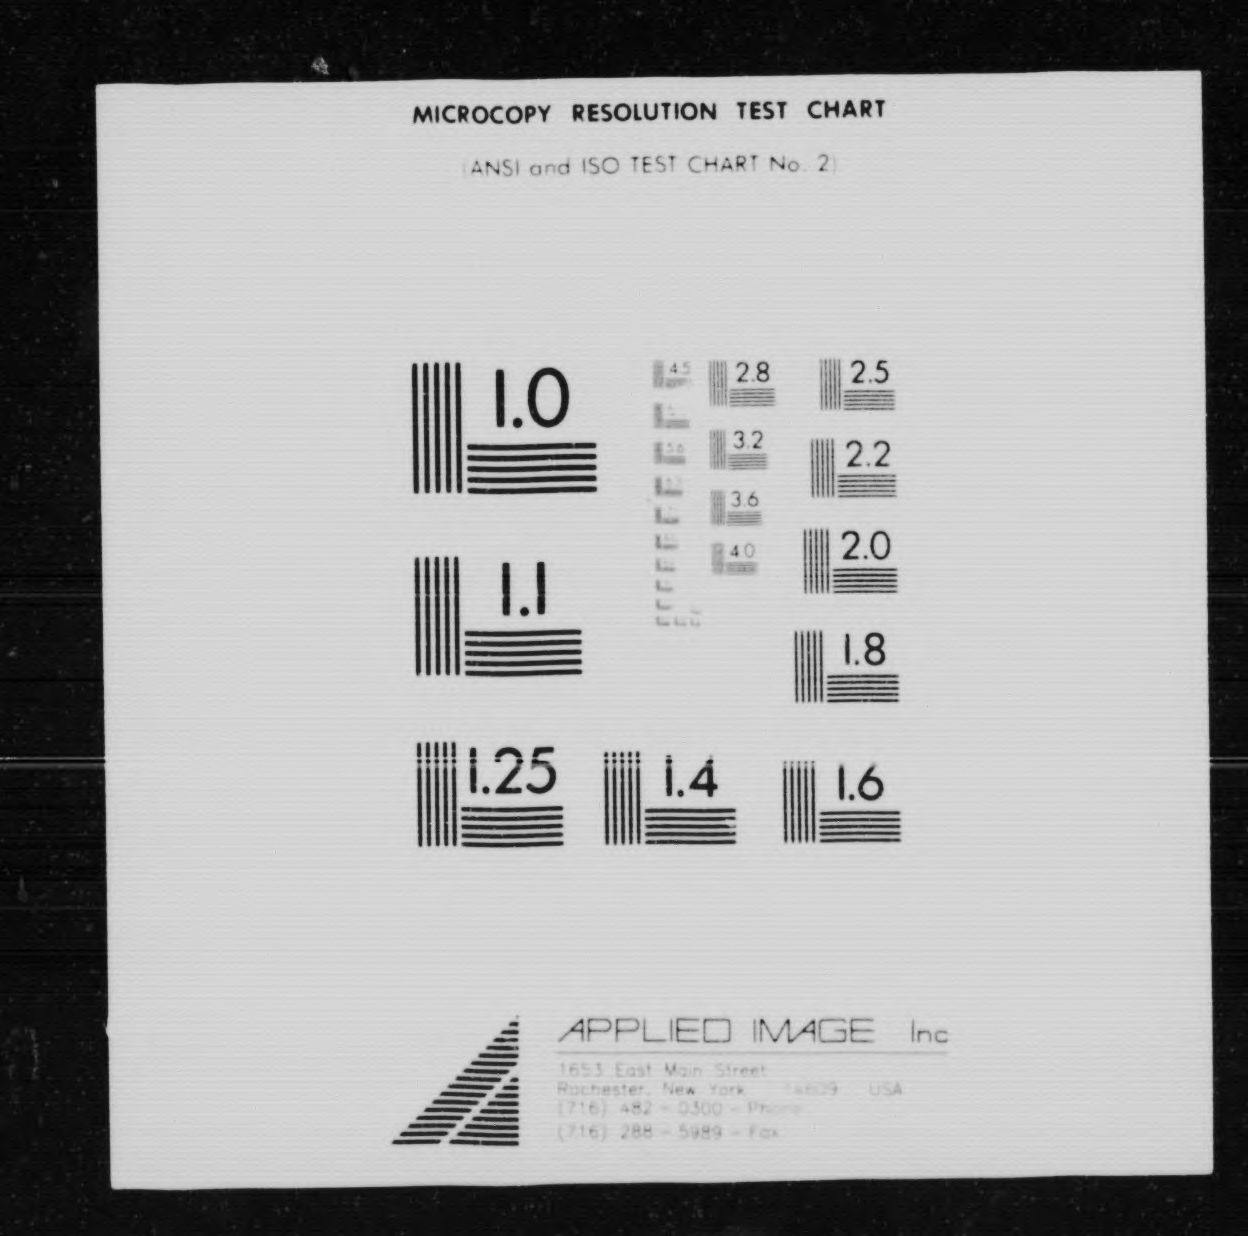 MICROCOPY RESOLUTION TEST CHART
(ANSI and ISO TEST CHART No. 2)
1.0
1.1
1.25
1.4
1.6
1.8
2.0
2.2
2.5
2.8
3.2
3.6
4.0
4.5
5.6
APPLIED IMAGE Inc
1653 East Main Street
Rochester, New York 14609 USA
(716) 482 - 0300 - Phone
(716) 288 - 5989 - Fax